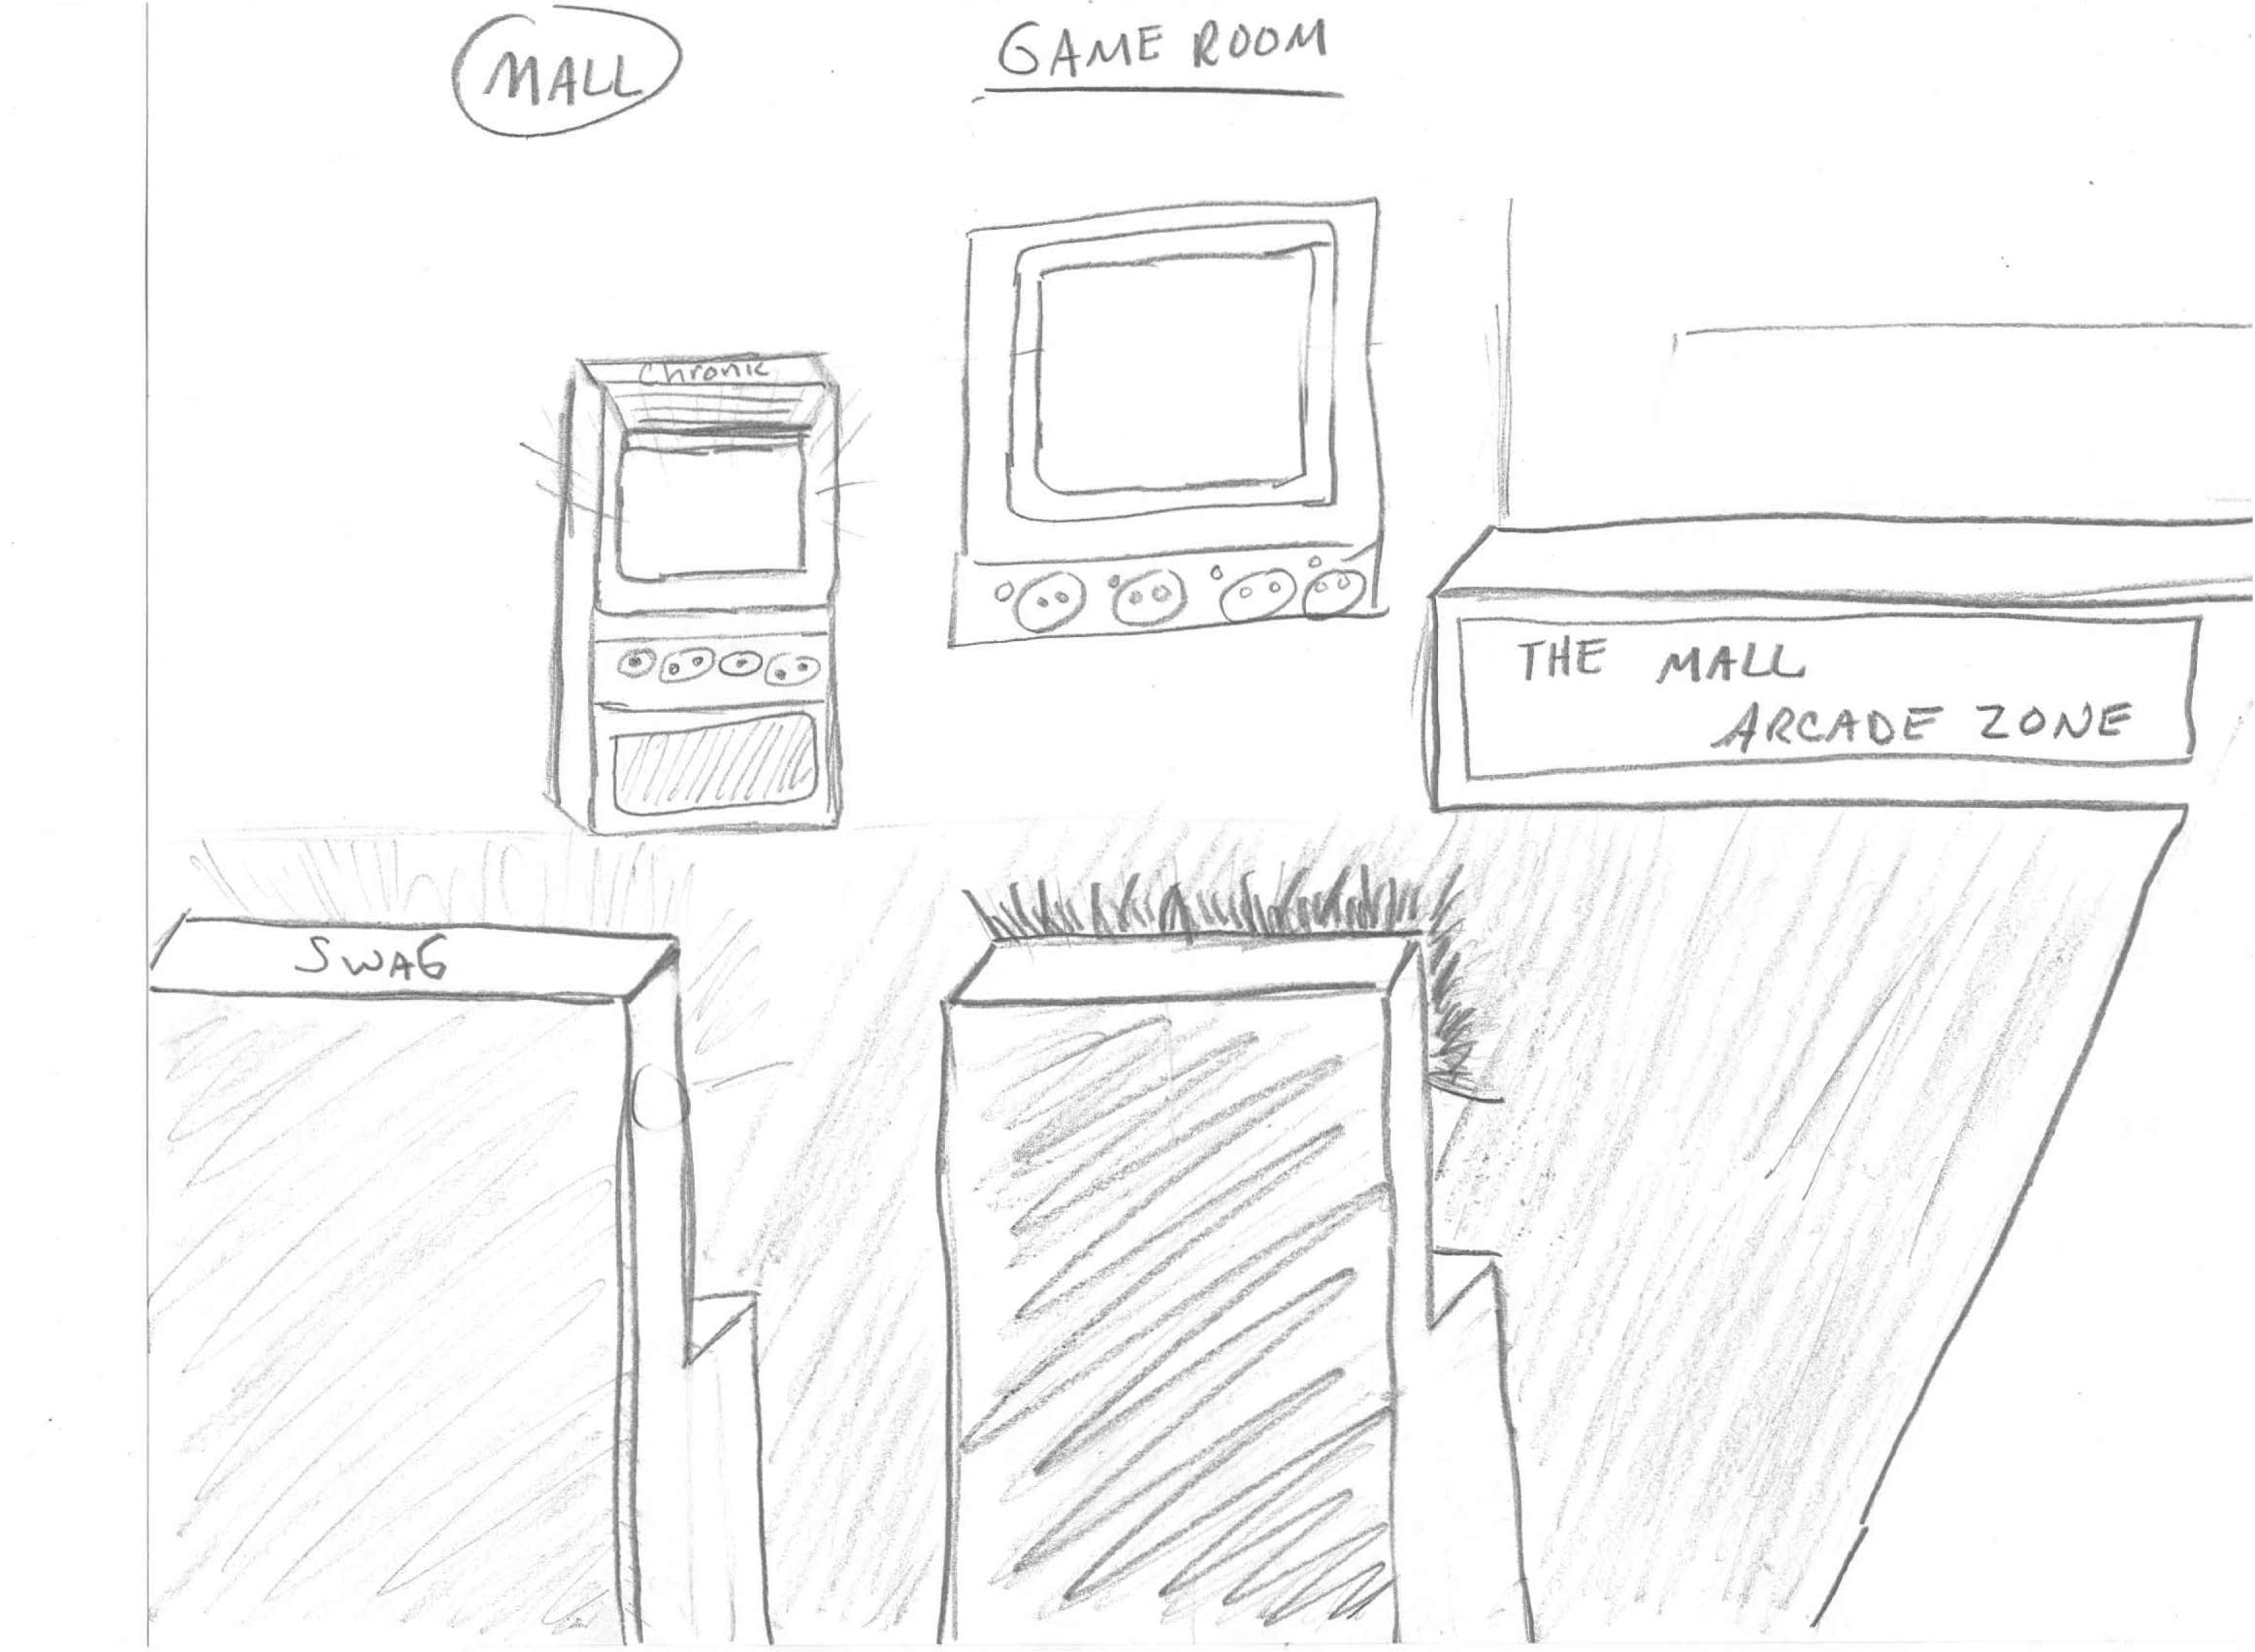 MALL
GAME ROOM
Chronic
THE MALL
ARCADE ZONE
SWAG